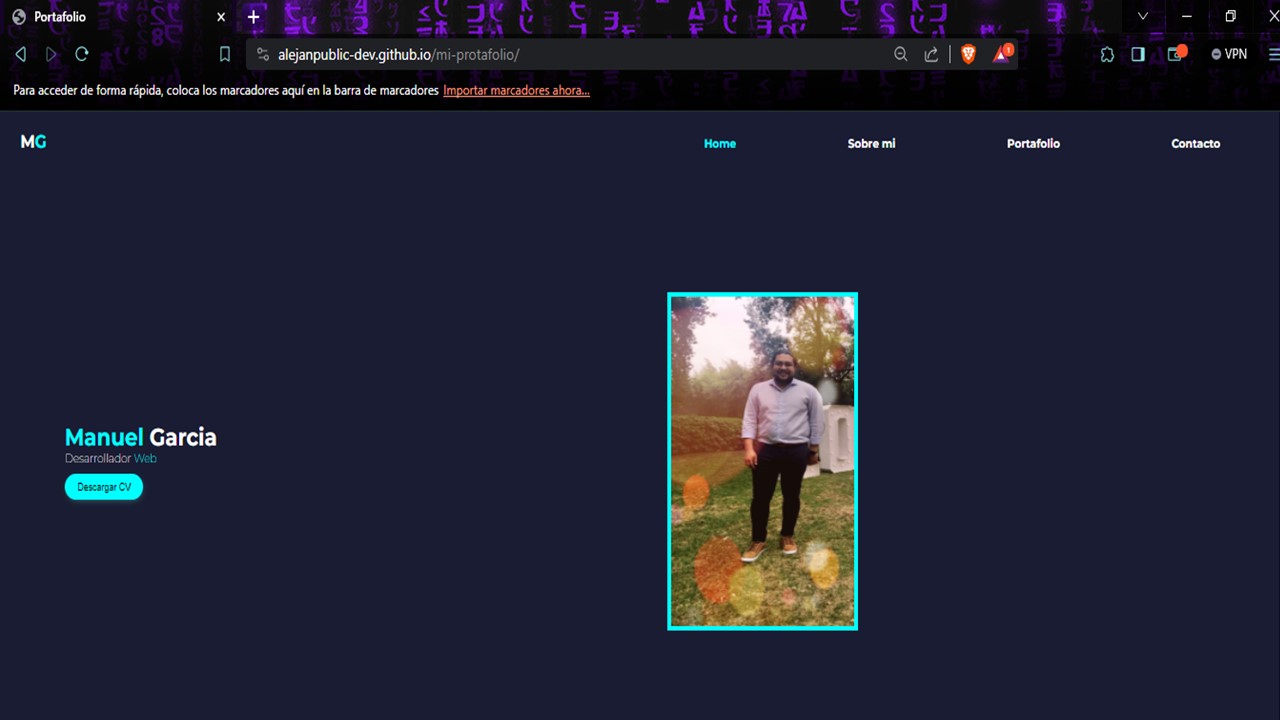 Portafolio
alejanpublic-dev.github.io/mi-protafolio/
1
VPN
Para acceder de forma rápida, coloca los marcadores aquí en la barra de marcadores Importar marcadores ahora...
MG
Home Sobre mi Portafolio Contacto
Manuel Garcia
Desarrollador Web
Descargar CV